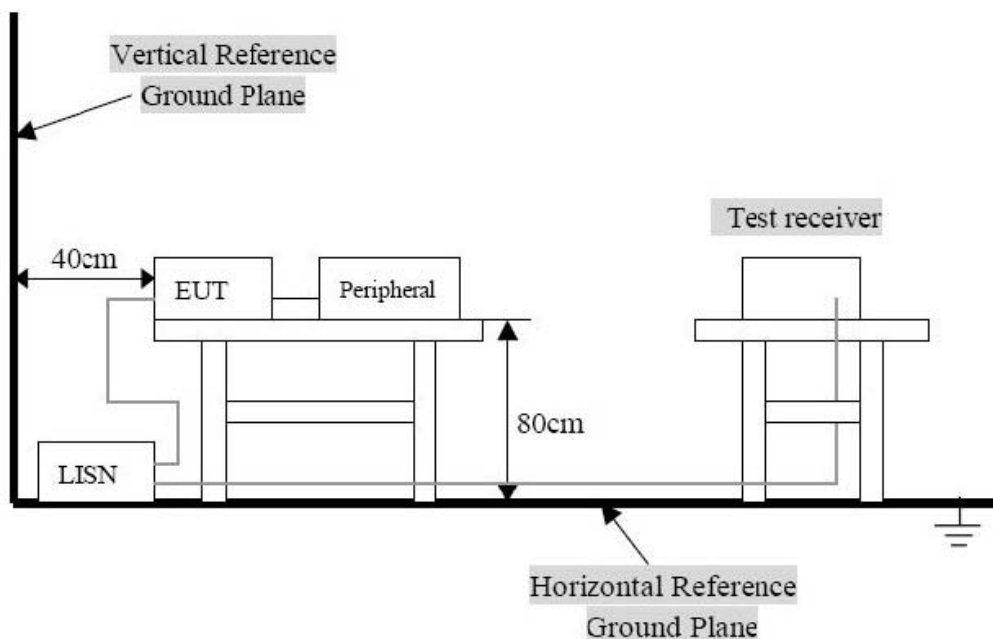 Vertical Reference
Ground Plane
Test receiver
40cm
EUT
Peripheral
80cm
LISN
Horizontal Reference
Ground Plane